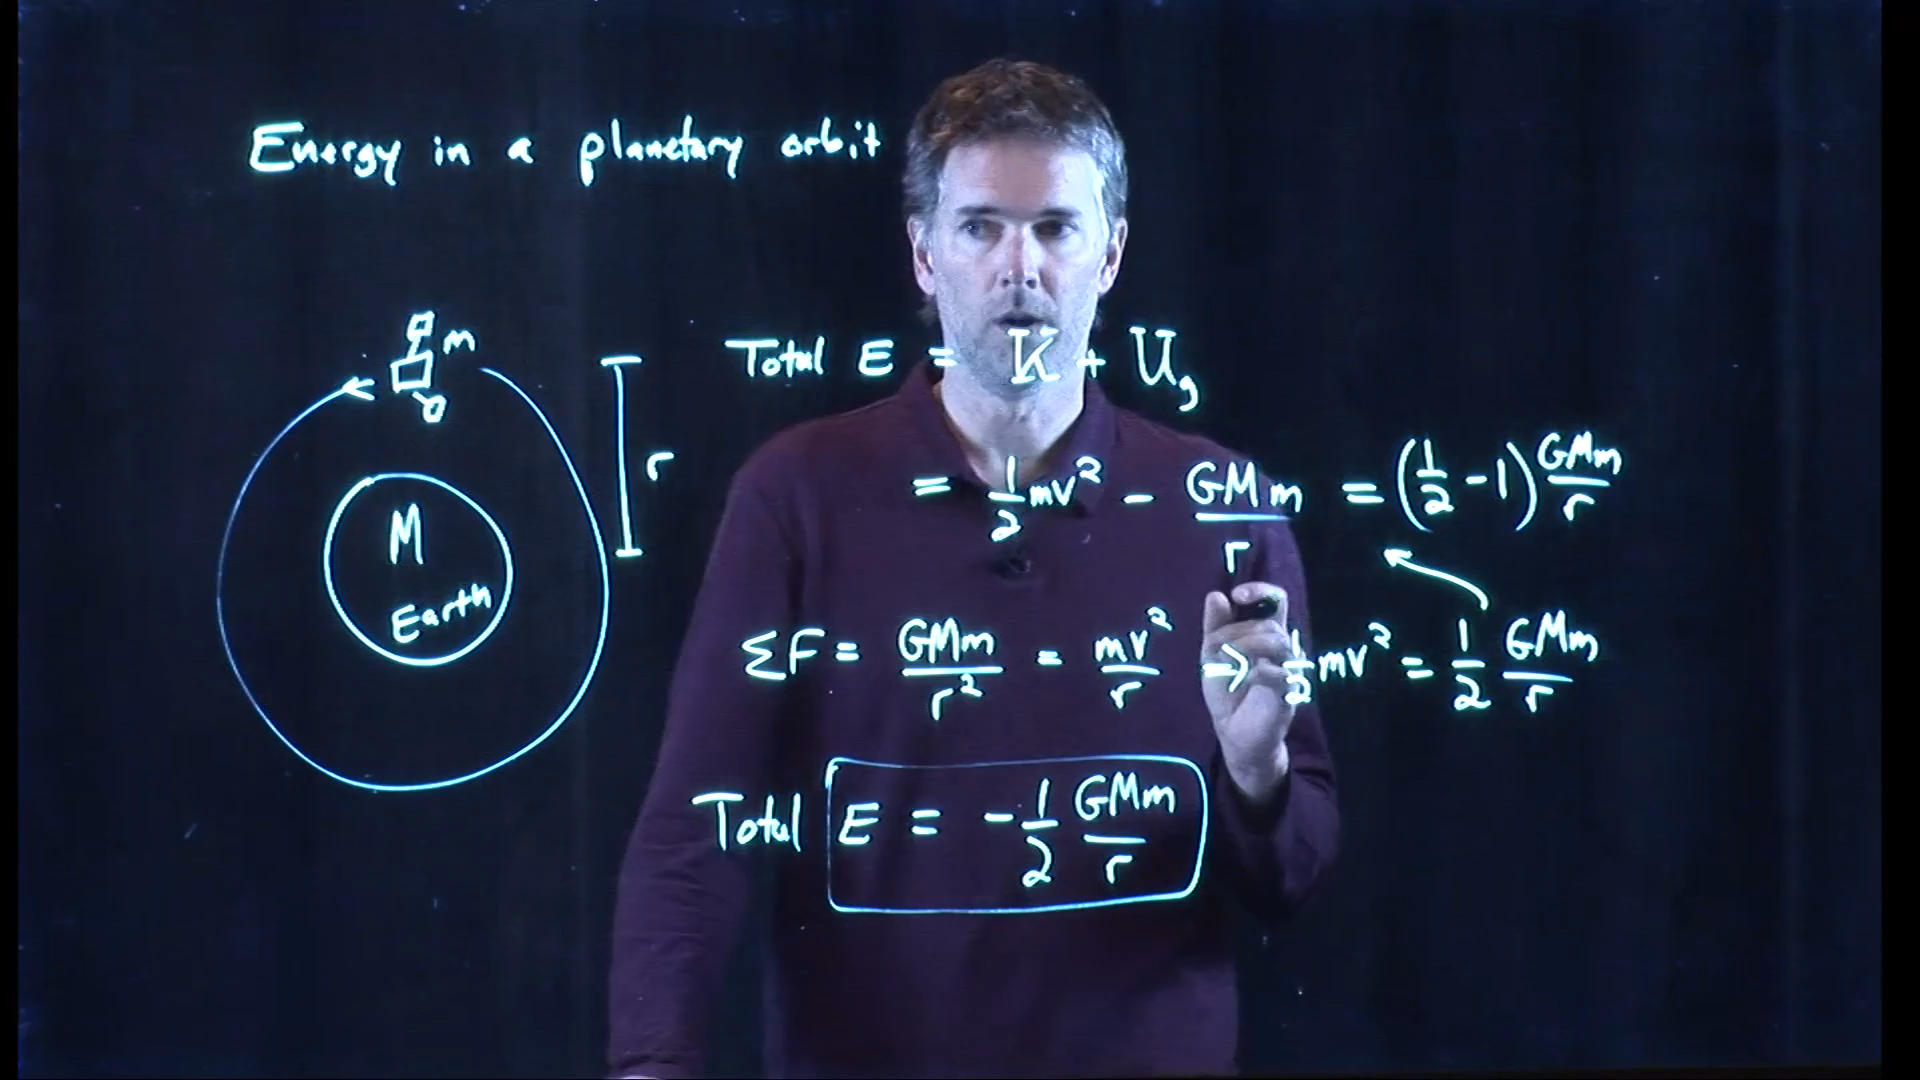 Energy in a planetary orbit
m
r
M
Earth
Total E = K + Ug
= 1/2 mv² - GMm/r = (1/2 - 1) GMm/r
ΣF = GMm/r² = mv²/r ⇒ 1/2 mv² = 1/2 GMm/r
Total E = -1/2 GMm/r